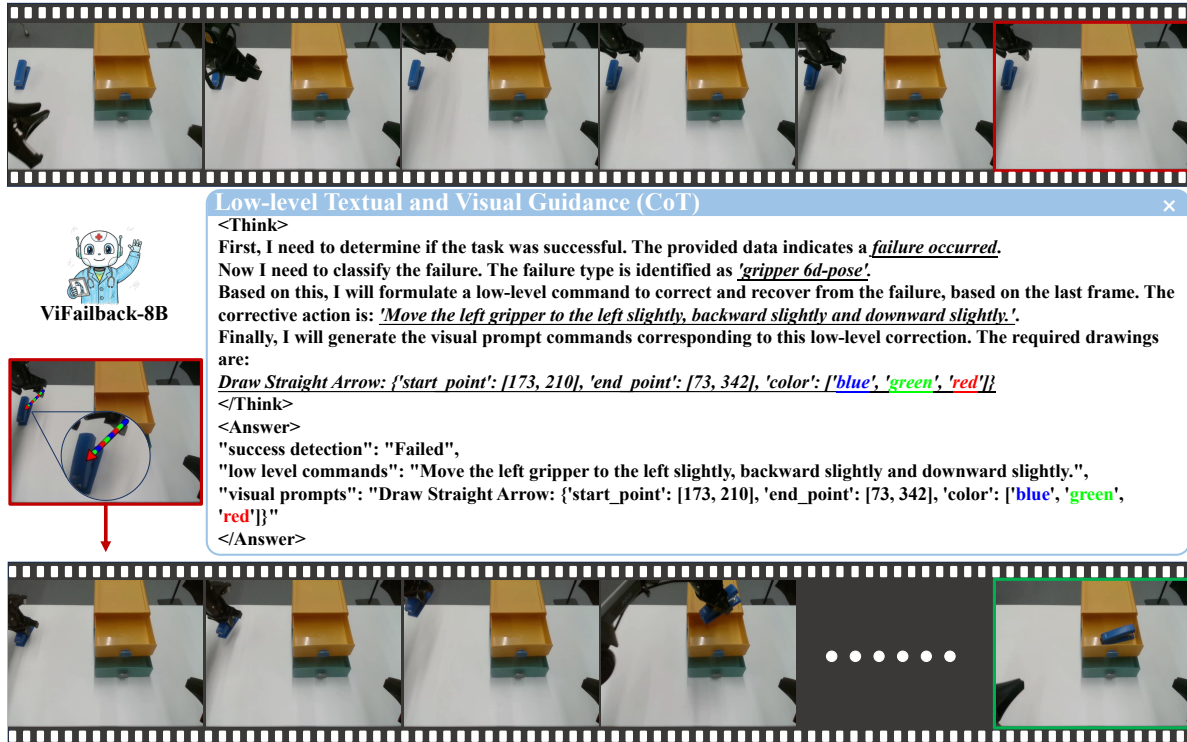 Low-level Textual and Visual Guidance (CoT)
×
<Think>
First, I need to determine if the task was successful. The provided data indicates a failure occurred.
Now I need to classify the failure. The failure type is identified as 'gripper 6d-pose'.
Based on this, I will formulate a low-level command to correct and recover from the failure, based on the last frame. The
corrective action is: 'Move the left gripper to the left slightly, backward slightly and downward slightly.'.
Finally, I will generate the visual prompt commands corresponding to this low-level correction. The required drawings
are:
Draw Straight Arrow: {'start_point': [173, 210], 'end_point': [73, 342], 'color': ['blue', 'green', 'red']}
</Think>
<Answer>
"success detection": "Failed",
"low level commands": "Move the left gripper to the left slightly, backward slightly and downward slightly.",
"visual prompts": "Draw Straight Arrow: {'start_point': [173, 210], 'end_point': [73, 342], 'color': ['blue', 'green',
'red']}"
</Answer>
ViFailback-8B